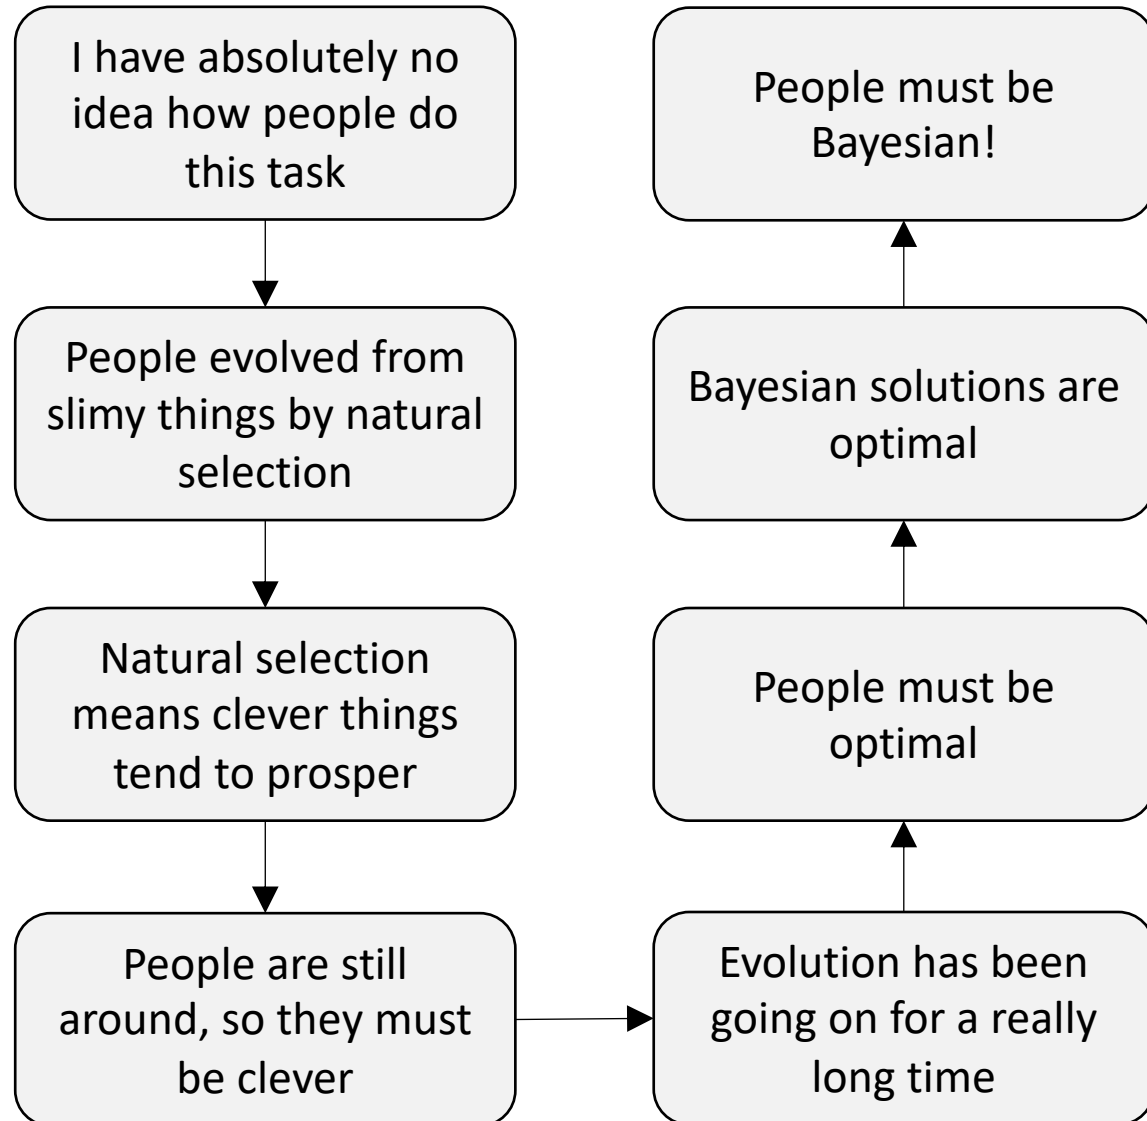 I have absolutely no
idea how people do
this task
People evolved from
slimy things by natural
selection
Natural selection
means clever things
tend to prosper
People are still
around, so they must
be clever
Evolution has been
going on for a really
long time
People must be
optimal
Bayesian solutions are
optimal
People must be
Bayesian!